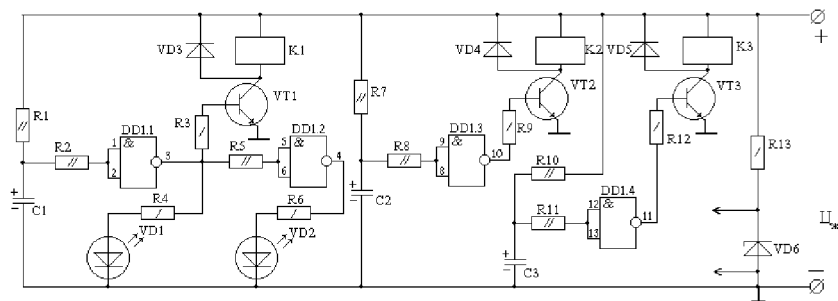 VD3
K1
VD4
K2
VD5
K3
+
VT1
VT2
VT3
R1
R3
R7
R9
R10
R12
R13
DD1.1
DD1.2
DD1.3
DD1.4
R2
1
&
2
3
R5
5
&
6
4
R8
9
&
8
10
R4
R6
R11
12
&
13
11
+
−
C1
VD1
VD2
+
−
C2
+
−
C3
VD6
−